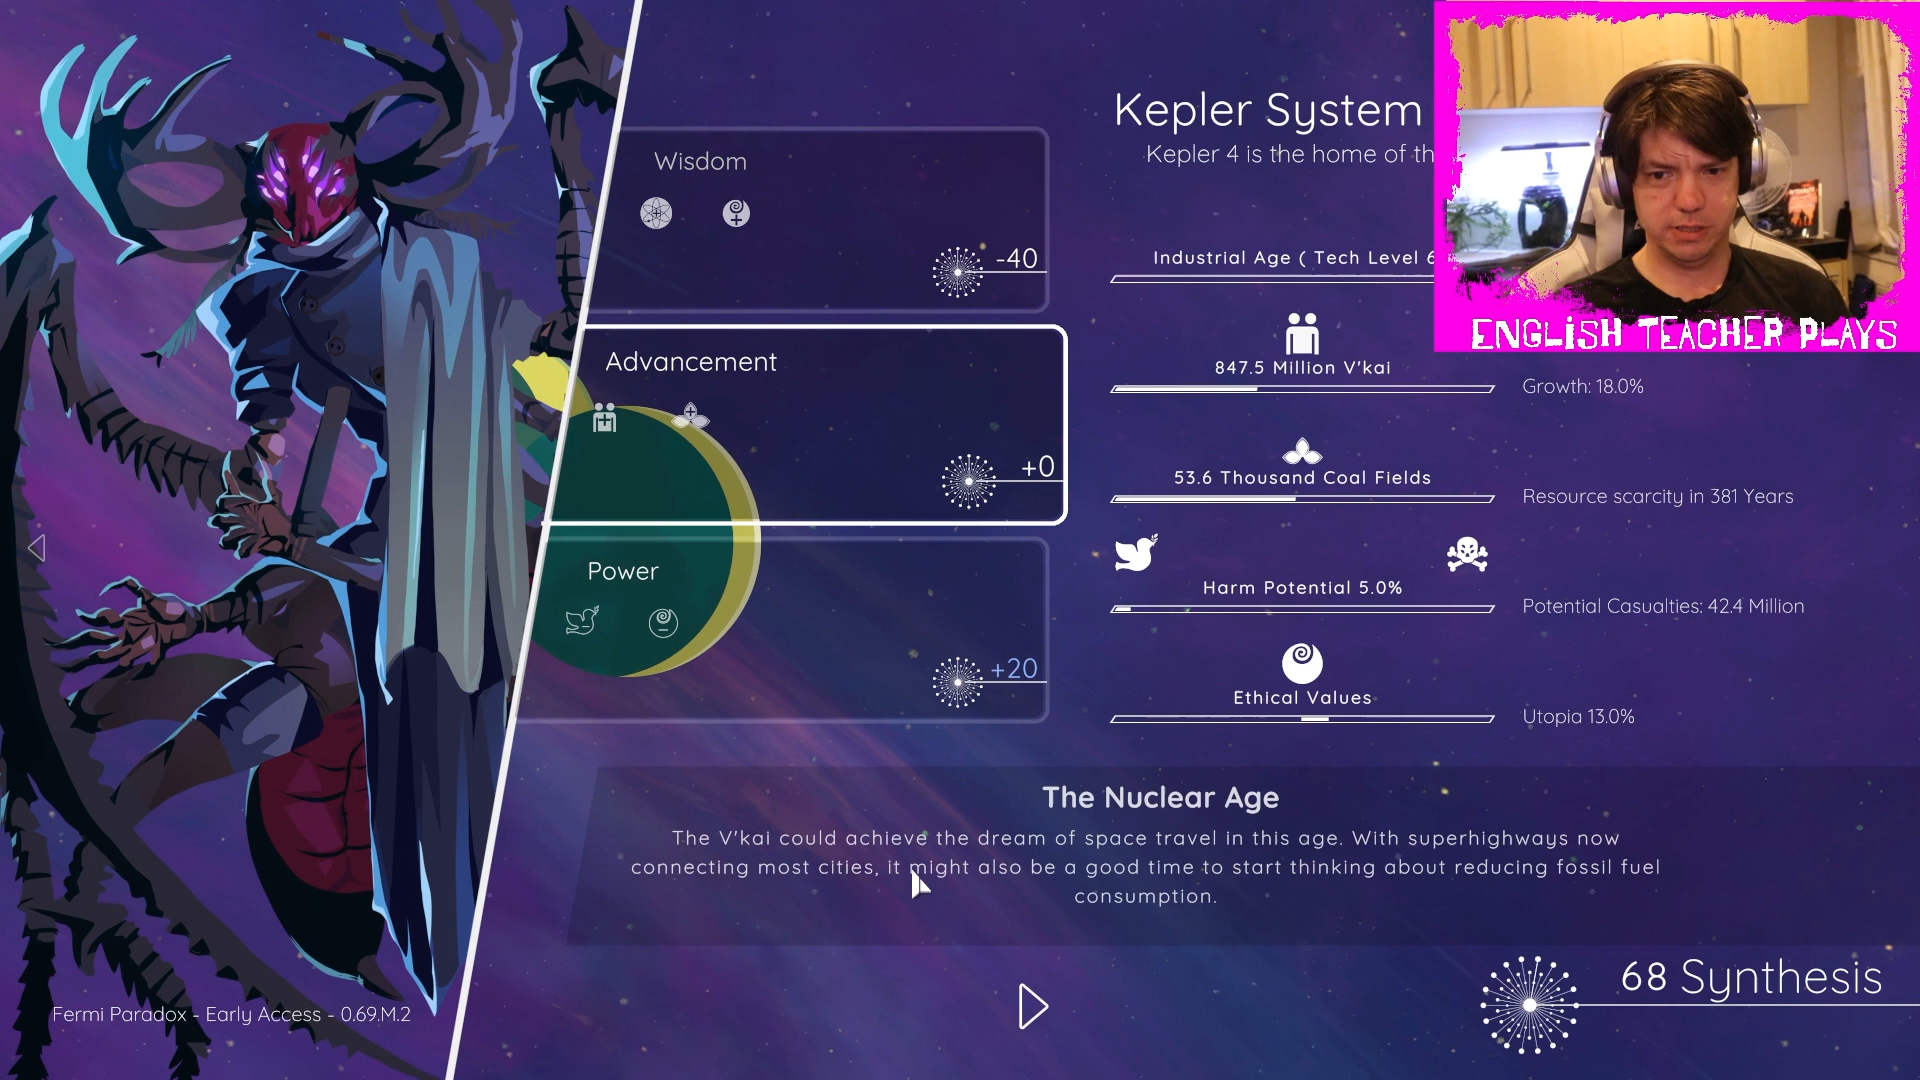 Kepler System
Kepler 4 is the home of th
Wisdom
-40
Advancement
+0
Power
+20
Industrial Age ( Tech Level 6
847.5 Million V'kai
Growth: 18.0%
53.6 Thousand Coal Fields
Resource scarcity in 381 Years
Harm Potential 5.0%
Potential Casualties: 42.4 Million
Ethical Values
Utopia 13.0%
ENGLISH TEACHER PLAYS
The Nuclear Age
The V'kai could achieve the dream of space travel in this age. With superhighways now
connecting most cities, it might also be a good time to start thinking about reducing fossil fuel
consumption.
68 Synthesis
Fermi Paradox - Early Access - 0.69.M.2